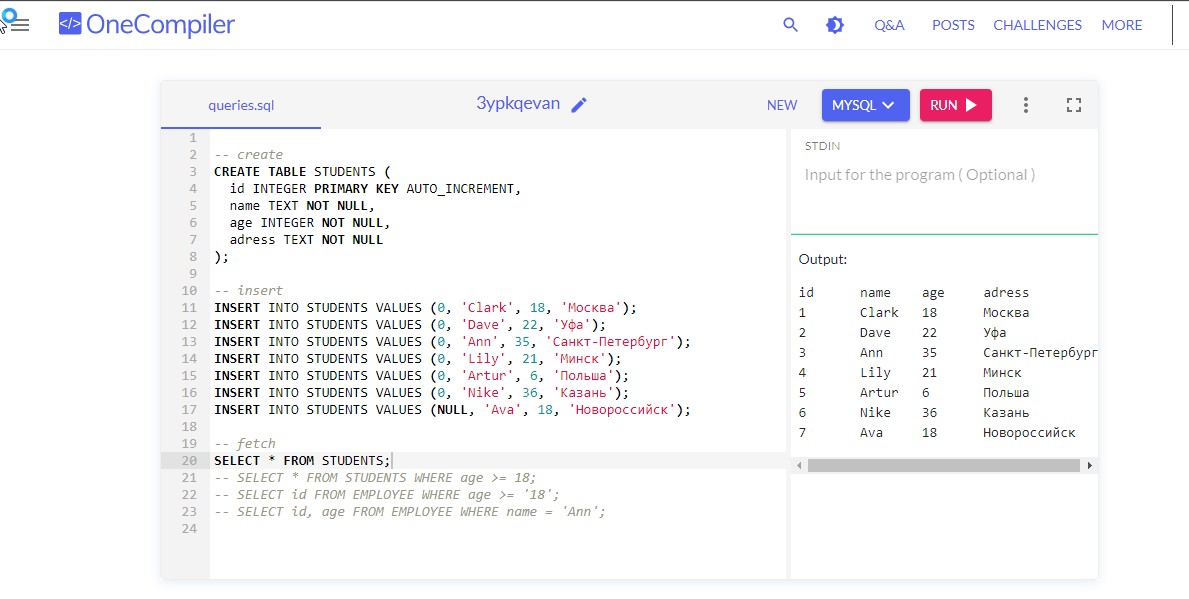 </> OneCompiler
Q&A POSTS CHALLENGES MORE
queries.sql
3ypkqevan
NEW MYSQL RUN
1
2 -- create
3 CREATE TABLE STUDENTS (
4 id INTEGER PRIMARY KEY AUTO_INCREMENT,
5 name TEXT NOT NULL,
6 age INTEGER NOT NULL,
7 adress TEXT NOT NULL
8 );
9
10 -- insert
11 INSERT INTO STUDENTS VALUES (0, 'Clark', 18, 'Москва');
12 INSERT INTO STUDENTS VALUES (0, 'Dave', 22, 'Уфа');
13 INSERT INTO STUDENTS VALUES (0, 'Ann', 35, 'Санкт-Петербург');
14 INSERT INTO STUDENTS VALUES (0, 'Lily', 21, 'Минск');
15 INSERT INTO STUDENTS VALUES (0, 'Artur', 6, 'Польша');
16 INSERT INTO STUDENTS VALUES (0, 'Nike', 36, 'Казань');
17 INSERT INTO STUDENTS VALUES (NULL, 'Ava', 18, 'Новороссийск');
18
19 -- fetch
20 SELECT * FROM STUDENTS;
21 -- SELECT * FROM STUDENTS WHERE age >= 18;
22 -- SELECT id FROM EMPLOYEE WHERE age >= '18';
23 -- SELECT id, age FROM EMPLOYEE WHERE name = 'Ann';
24
STDIN
Input for the program ( Optional )
Output:
id name age adress
1 Clark 18 Москва
2 Dave 22 Уфа
3 Ann 35 Санкт-Петербург
4 Lily 21 Минск
5 Artur 6 Польша
6 Nike 36 Казань
7 Ava 18 Новороссийск